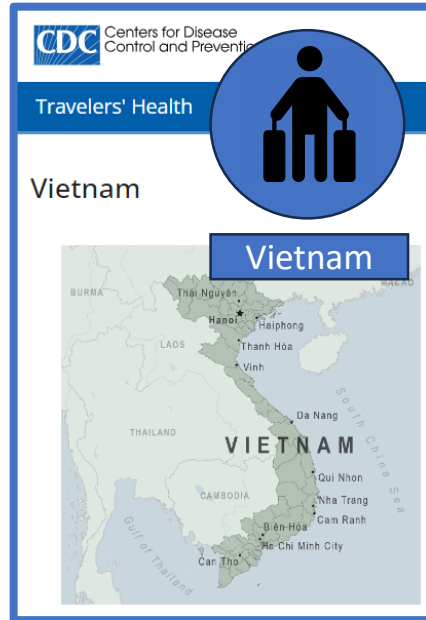 CDC
Centers for Disease
Control and Preventi
Travelers' Health
Vietnam
Vietnam
BURMA
MACAO
Thái Nguyên
Hanoi
Haiphong
LAOS
Thanh Hóa
Vinh
THAILAND
Da Nang
VIETNAM
South China Sea
Qui Nhon
CAMBODIA
Nha Trang
Cam Ranh
Biên Hòa
Ho Chi Minh City
Gulf of Thailand
Can Tho